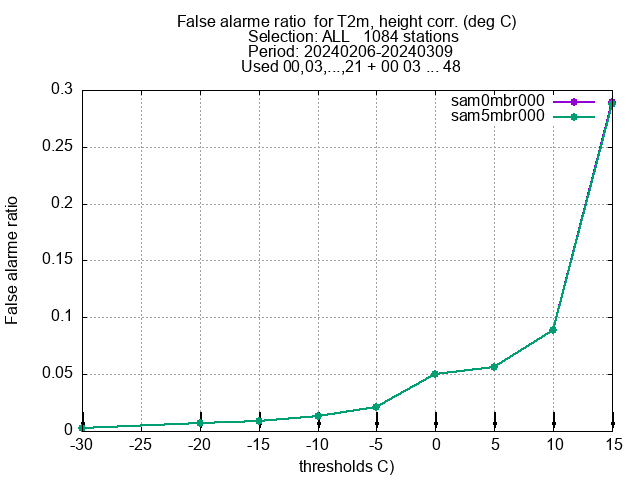 False alarme ratio  for T2m, height corr. (deg C)
Selection: ALL   1084 stations
Period: 20240206-20240309
Used 00,03,...,21 + 00 03 ... 48
sam0mbr000
sam5mbr000
False alarme ratio
0.3
0.25
0.2
0.15
0.1
0.05
0
-30 -25 -20 -15 -10 -5 0 5 10 15
thresholds C)